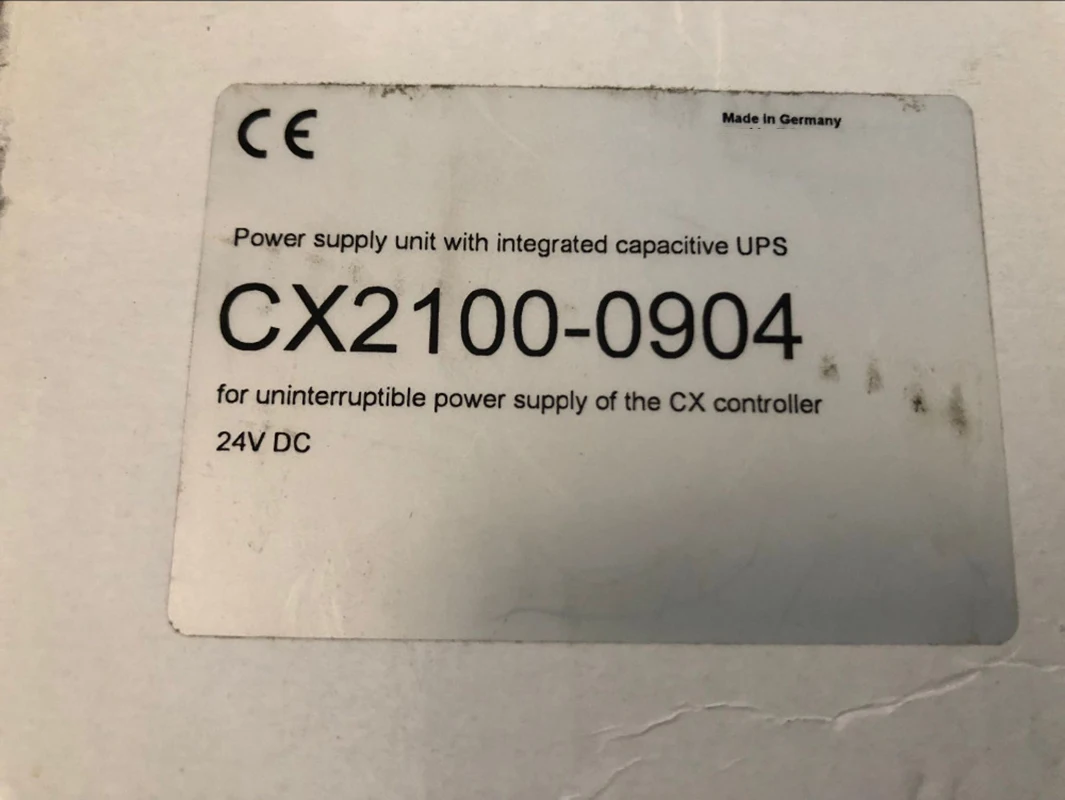 CE
Made in Germany
Power supply unit with integrated capacitive UPS
CX2100-0904
for uninterruptible power supply of the CX controller
24V DC